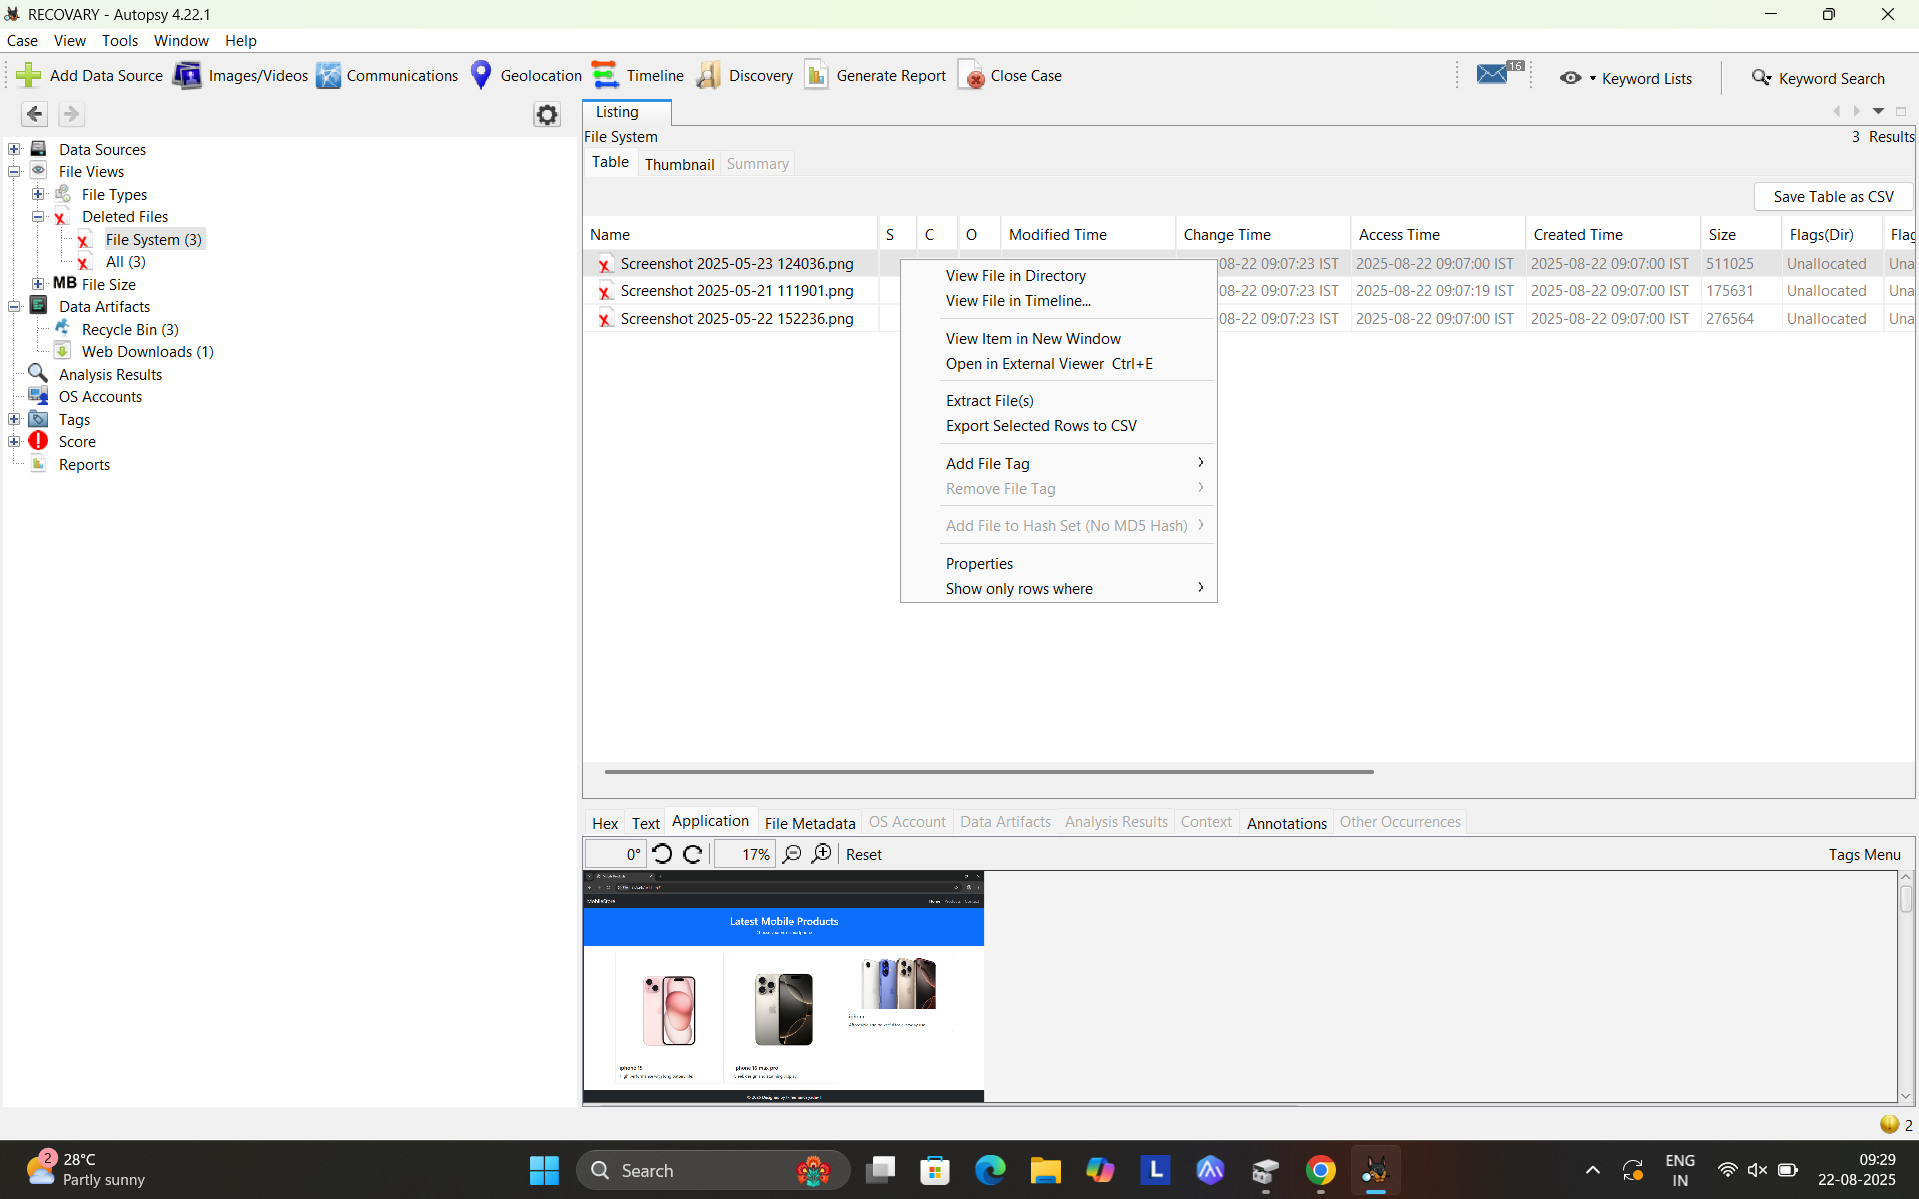 RECOVARY - Autopsy 4.22.1
Case View Tools Window Help
Add Data Source Images/Videos Communications Geolocation Timeline Discovery Generate Report Close Case 16 Keyword Lists Keyword Search
Data Sources
File Views
File Types
Deleted Files
File System (3)
All (3)
MB File Size
Data Artifacts
Recycle Bin (3)
Web Downloads (1)
Analysis Results
OS Accounts
Tags
Score
Reports
Listing
File System 3 Results
Table Thumbnail Summary
Save Table as CSV
Name S C O Modified Time Change Time Access Time Created Time Size Flags(Dir) Flag
Screenshot 2025-05-23 124036.png 08-22 09:07:23 IST 2025-08-22 09:07:00 IST 2025-08-22 09:07:00 IST 511025 Unallocated Una
Screenshot 2025-05-21 111901.png 08-22 09:07:23 IST 2025-08-22 09:07:19 IST 2025-08-22 09:07:00 IST 175631 Unallocated Una
Screenshot 2025-05-22 152236.png 08-22 09:07:23 IST 2025-08-22 09:07:00 IST 2025-08-22 09:07:00 IST 276564 Unallocated Una
View File in Directory
View File in Timeline...
View Item in New Window
Open in External Viewer Ctrl+E
Extract File(s)
Export Selected Rows to CSV
Add File Tag
Remove File Tag
Add File to Hash Set (No MD5 Hash)
Properties
Show only rows where
Hex Text Application File Metadata OS Account Data Artifacts Analysis Results Context Annotations Other Occurrences
0° 17% Reset Tags Menu
MobileStore Home Products Contact
Latest Mobile Products
iphone
iphone 15 iphone 16 max pro
2
2 28°C
Partly sunny
Search
L
ENG
IN
09:29
22-08-2025